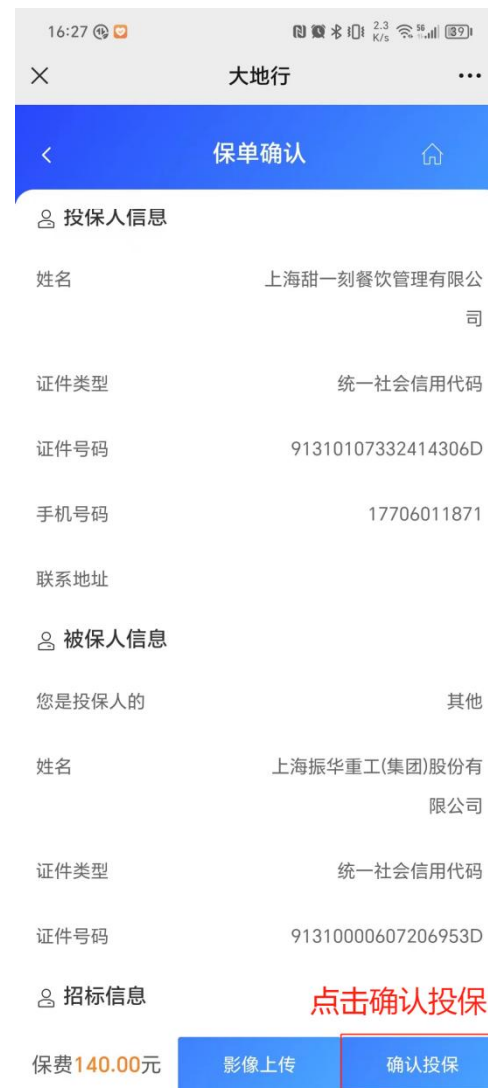 16:27
2.3
K/s
56
39
大地行
保单确认
投保人信息
姓名 上海甜一刻餐饮管理有限公
司
证件类型 统一社会信用代码
证件号码 91310107332414306D
手机号码 17706011871
联系地址
被保人信息
您是投保人的 其他
姓名 上海振华重工(集团)股份有
限公司
证件类型 统一社会信用代码
证件号码 91310000607206953D
招标信息 点击确认投保
保费140.00元 影像上传 确认投保